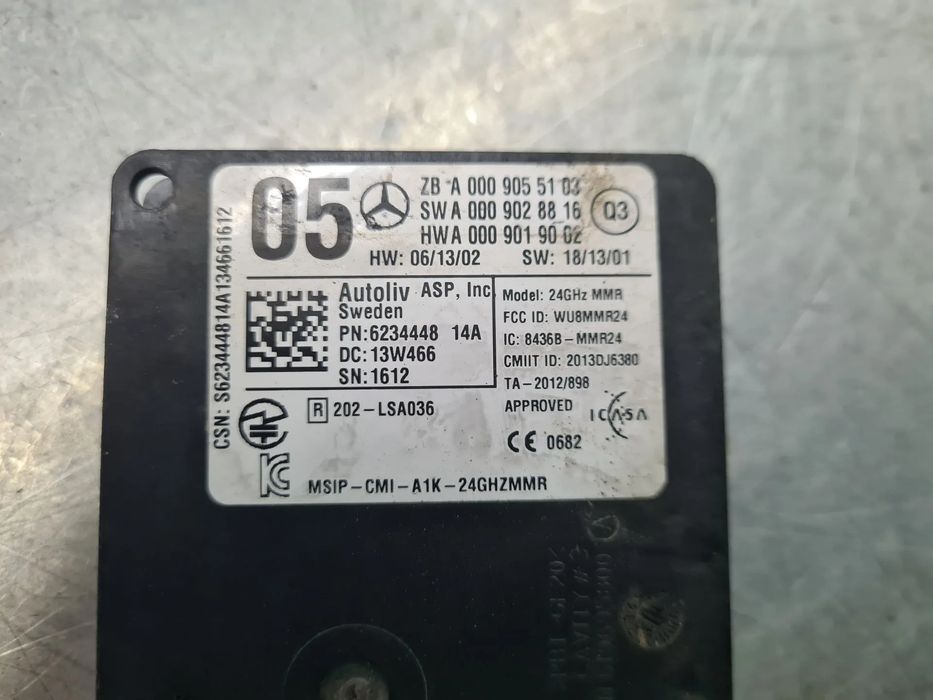 05
ZB A 000 905 51 03
SW A 000 902 88 16
HW A 000 901 90 02
Q3
HW: 06/13/02 SW: 18/13/01
CSN: S623444814A134661612
Autoliv ASP, Inc
Sweden
PN:6234448 14A
DC:13W466
SN:1612
Model: 24GHz MMR
FCC ID: WU8MMR24
IC: 8436B-MMR24
CMIIT ID: 2013DJ6380
TA-2012/898
APPROVED
ICASA
R 202-LSA036
CE 0682
MSIP-CMI-A1K-24GHZMMR